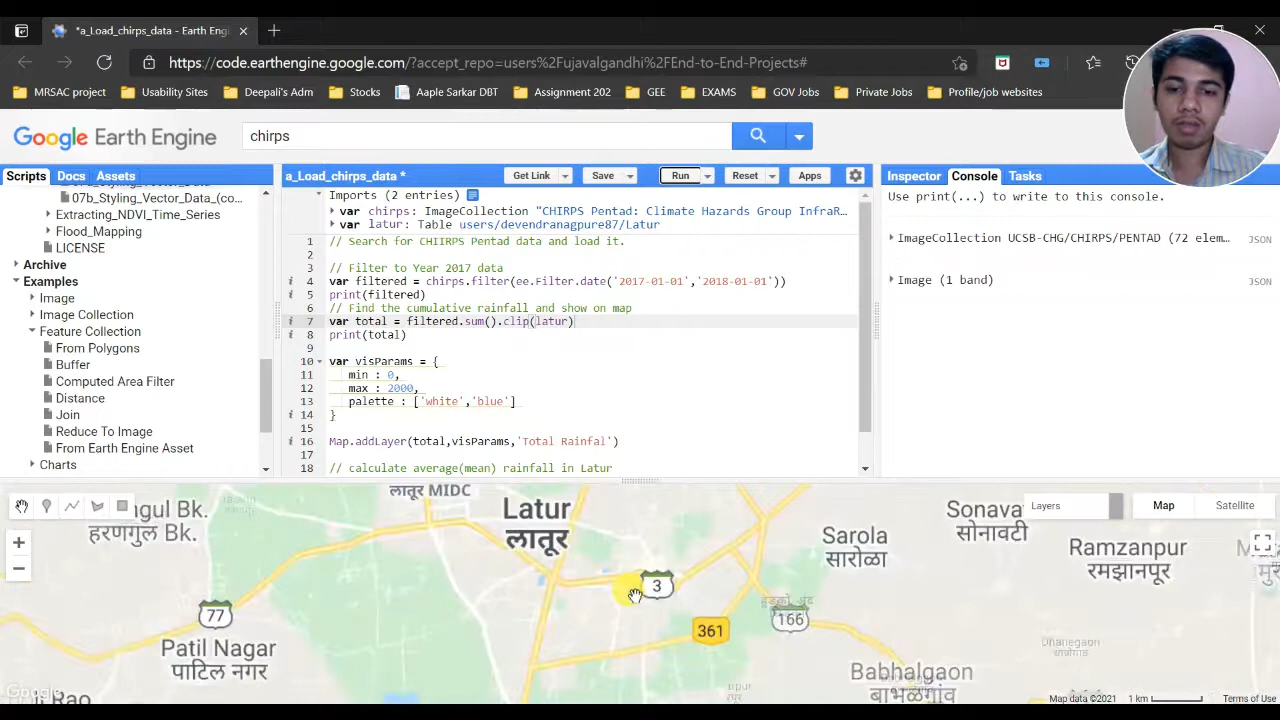 *a_Load_chirps_data - Earth Engi
https://code.earthengine.google.com/?accept_repo=users%2Fujavalgandhi%2FEnd-to-End-Projects#
MRSAC project
Usability Sites
Deepali's Adm
Stocks
Aaple Sarkar DBT
Assignment 202
GEE
EXAMS
GOV Jobs
Private Jobs
Profile/job websites
Google Earth Engine
chirps
Scripts
Docs
Assets
a_Load_chirps_data *
Get Link
Save
Run
Reset
Apps
Inspector
Console
Tasks
07b_Styling_Vector_Data_(co...
Extracting_NDVI_Time_Series
Flood_Mapping
LICENSE
Archive
Examples
Image
Image Collection
Feature Collection
From Polygons
Buffer
Computed Area Filter
Distance
Join
Reduce To Image
From Earth Engine Asset
Charts
Imports (2 entries)
var chirps: ImageCollection "CHIRPS Pentad: Climate Hazards Group InfraR…
var latur: Table users/devendranagpure87/Latur
1 // Search for CHIIRPS Pentad data and load it.
2
3 // Filter to Year 2017 data
i 4 var filtered = chirps.filter(ee.Filter.date('2017-01-01','2018-01-01'))
i 5 print(filtered)
6 // Find the cumulative rainfall and show on map
i 7 var total = filtered.sum().clip(latur)
i 8 print(total)
9
10 var visParams = {
11 min : 0,
12 max : 2000,
13 palette : ['white','blue']
i 14 }
15
i 16 Map.addLayer(total,visParams,'Total Rainfal')
17
18 // calculate average(mean) rainfall in Latur
Use print(...) to write to this console.
ImageCollection UCSB-CHG/CHIRPS/PENTAD (72 elem…
JSON
Image (1 band)
JSON
लातूर MIDC
ngul Bk.
हरणगुल बुक.
Latur
लातूर
Sarola
सारोळा
Sonava
सोनावटी
Ramzanpur
रमझानपूर
Layers
Map
Satellite
3
77
361
166
Patil Nagar
पाटिल नगर
Dhanegaon
Babhalgaon
बाभळगांव
Google
Rao
Map data ©2021
1 km
Terms of Use